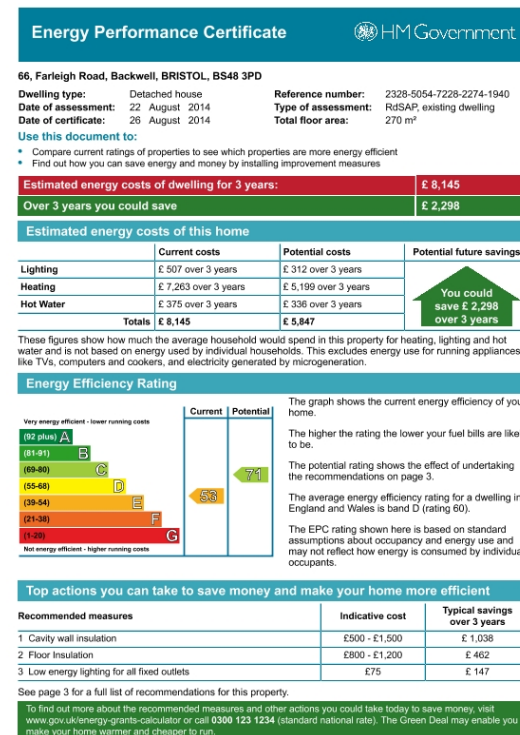 Energy Performance Certificate
HM Government
66, Farleigh Road, Backwell, BRISTOL, BS48 3PD
Dwelling type: Detached house
Date of assessment: 22 August 2014
Date of certificate: 26 August 2014
Reference number: 2328-5054-7228-2274-1940
Type of assessment: RdSAP, existing dwelling
Total floor area: 270 m²
Use this document to:
• Compare current ratings of properties to see which properties are more energy efficient
• Find out how you can save energy and money by installing improvement measures
Estimated energy costs of dwelling for 3 years: £ 8,145
Over 3 years you could save £ 2,298
Estimated energy costs of this home
Current costs Potential costs Potential future savings
Lighting £ 507 over 3 years £ 312 over 3 years
Heating £ 7,263 over 3 years £ 5,199 over 3 years
Hot Water £ 375 over 3 years £ 336 over 3 years
Totals £ 8,145 £ 5,847
You could
save £ 2,298
over 3 years
These figures show how much the average household would spend in this property for heating, lighting and hot
water and is not based on energy used by individual households. This excludes energy use for running appliances
like TVs, computers and cookers, and electricity generated by microgeneration.
Energy Efficiency Rating
Current Potential
Very energy efficient - lower running costs
(92 plus) A
(81-91) B
(69-80) C
(55-68) D
(39-54) E
(21-38) F
(1-20) G
Not energy efficient - higher running costs
53
71
The graph shows the current energy efficiency of you
home.
The higher the rating the lower your fuel bills are like
to be.
The potential rating shows the effect of undertaking
the recommendations on page 3.
The average energy efficiency rating for a dwelling in
England and Wales is band D (rating 60).
The EPC rating shown here is based on standard
assumptions about occupancy and energy use and
may not reflect how energy is consumed by individua
occupants.
Top actions you can take to save money and make your home more efficient
Recommended measures Indicative cost Typical savings
over 3 years
1 Cavity wall insulation £500 - £1,500 £ 1,038
2 Floor Insulation £800 - £1,200 £ 462
3 Low energy lighting for all fixed outlets £75 £ 147
See page 3 for a full list of recommendations for this property.
To find out more about the recommended measures and other actions you could take today to save money, visit
www.gov.uk/energy-grants-calculator or call 0300 123 1234 (standard national rate). The Green Deal may enable you
make your home warmer and cheaper to run.